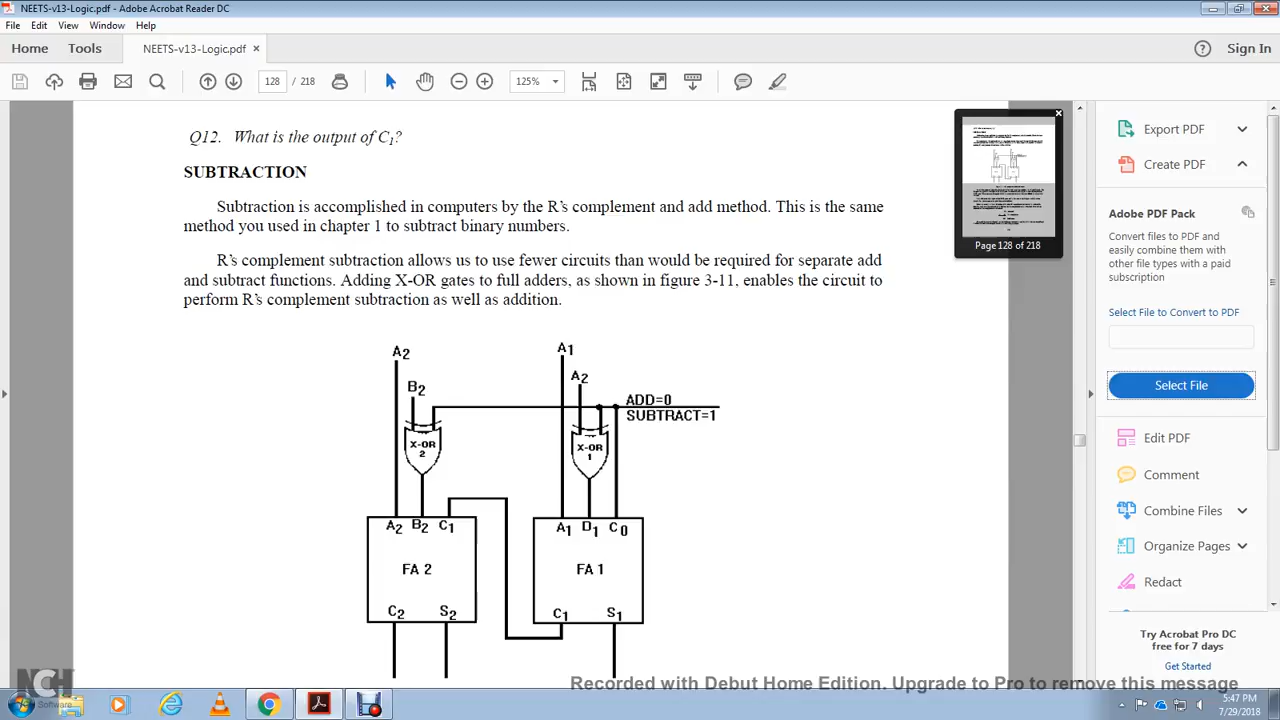 NEETS-v13-Logic.pdf - Adobe Acrobat Reader DC
File Edit View Window Help
Home Tools NEETS-v13-Logic.pdf × Sign In
128 / 218 125%
Q12. What is the output of C1?
SUBTRACTION
Subtraction is accomplished in computers by the R's complement and add method. This is the same
method you used in chapter 1 to subtract binary numbers.
R's complement subtraction allows us to use fewer circuits than would be required for separate add
and subtract functions. Adding X-OR gates to full adders, as shown in figure 3-11, enables the circuit to
perform R's complement subtraction as well as addition.
A2 A1
B2 A2
ADD=0
SUBTRACT=1
X-OR 2 X-OR 1
A2 B2 C1 A1 D1 C0
FA 2 FA 1
C2 S2 C1 S1
Page 128 of 218
Export PDF
Create PDF
Adobe PDF Pack
Convert files to PDF and
easily combine them with
other file types with a paid
subscription
Select File to Convert to PDF
Select File
Edit PDF
Comment
Combine Files
Organize Pages
Redact
Try Acrobat Pro DC
free for 7 days
Get Started
NCH
Software
Recorded with Debut Home Edition. Upgrade to Pro to remove this message
5:47 PM
7/29/2018